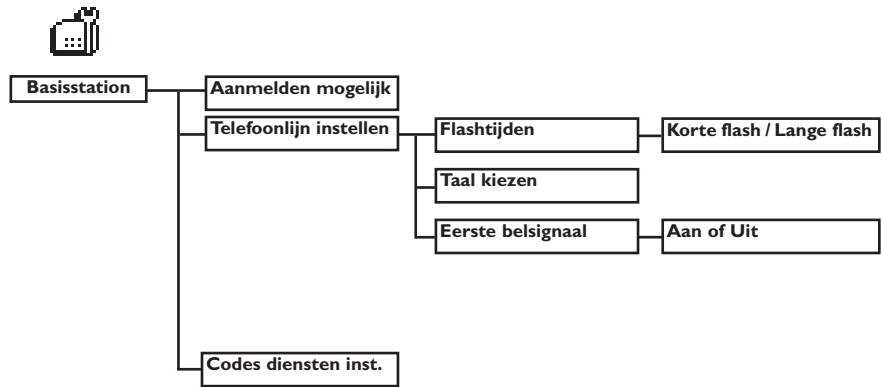 Basisstation
Aanmelden mogelijk
Telefoonlijn instellen
Flashtijden
Korte flash / Lange flash
Taal kiezen
Eerste belsignaal
Aan of Uit
Codes diensten inst.